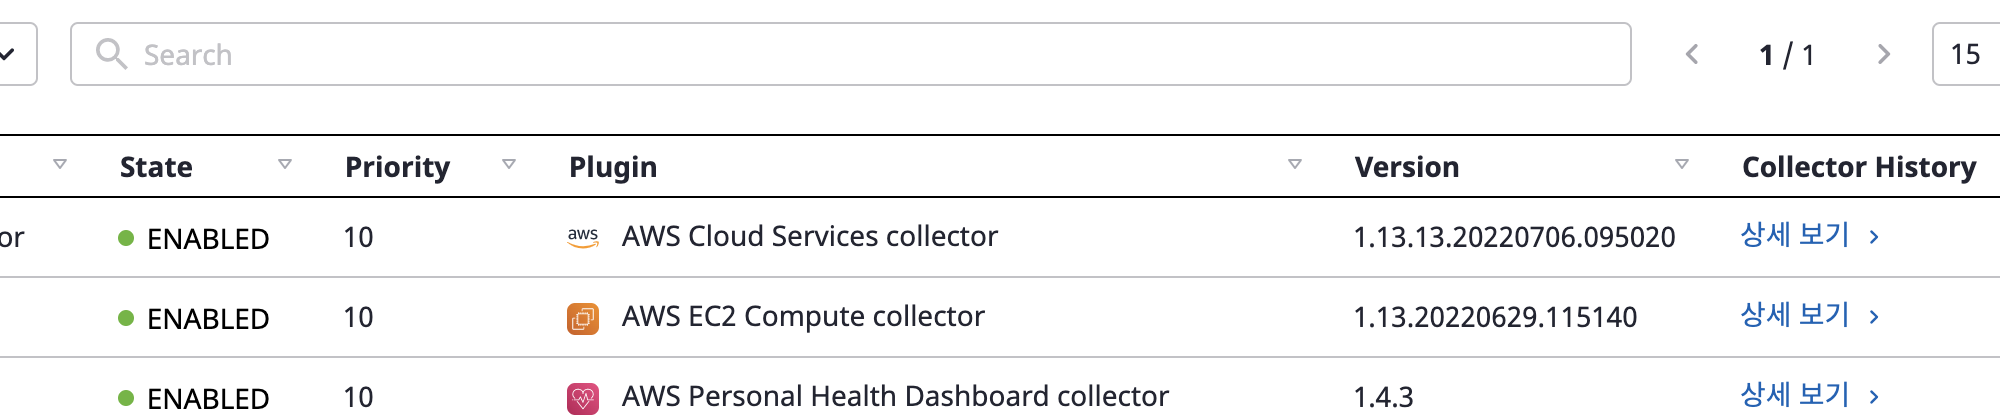 Search 1 / 1 15
State Priority Plugin Version Collector History
or ENABLED 10 aws AWS Cloud Services collector 1.13.13.20220706.095020 상세 보기
ENABLED 10 AWS EC2 Compute collector 1.13.20220629.115140 상세 보기
ENABLED 10 AWS Personal Health Dashboard collector 1.4.3 상세 보기